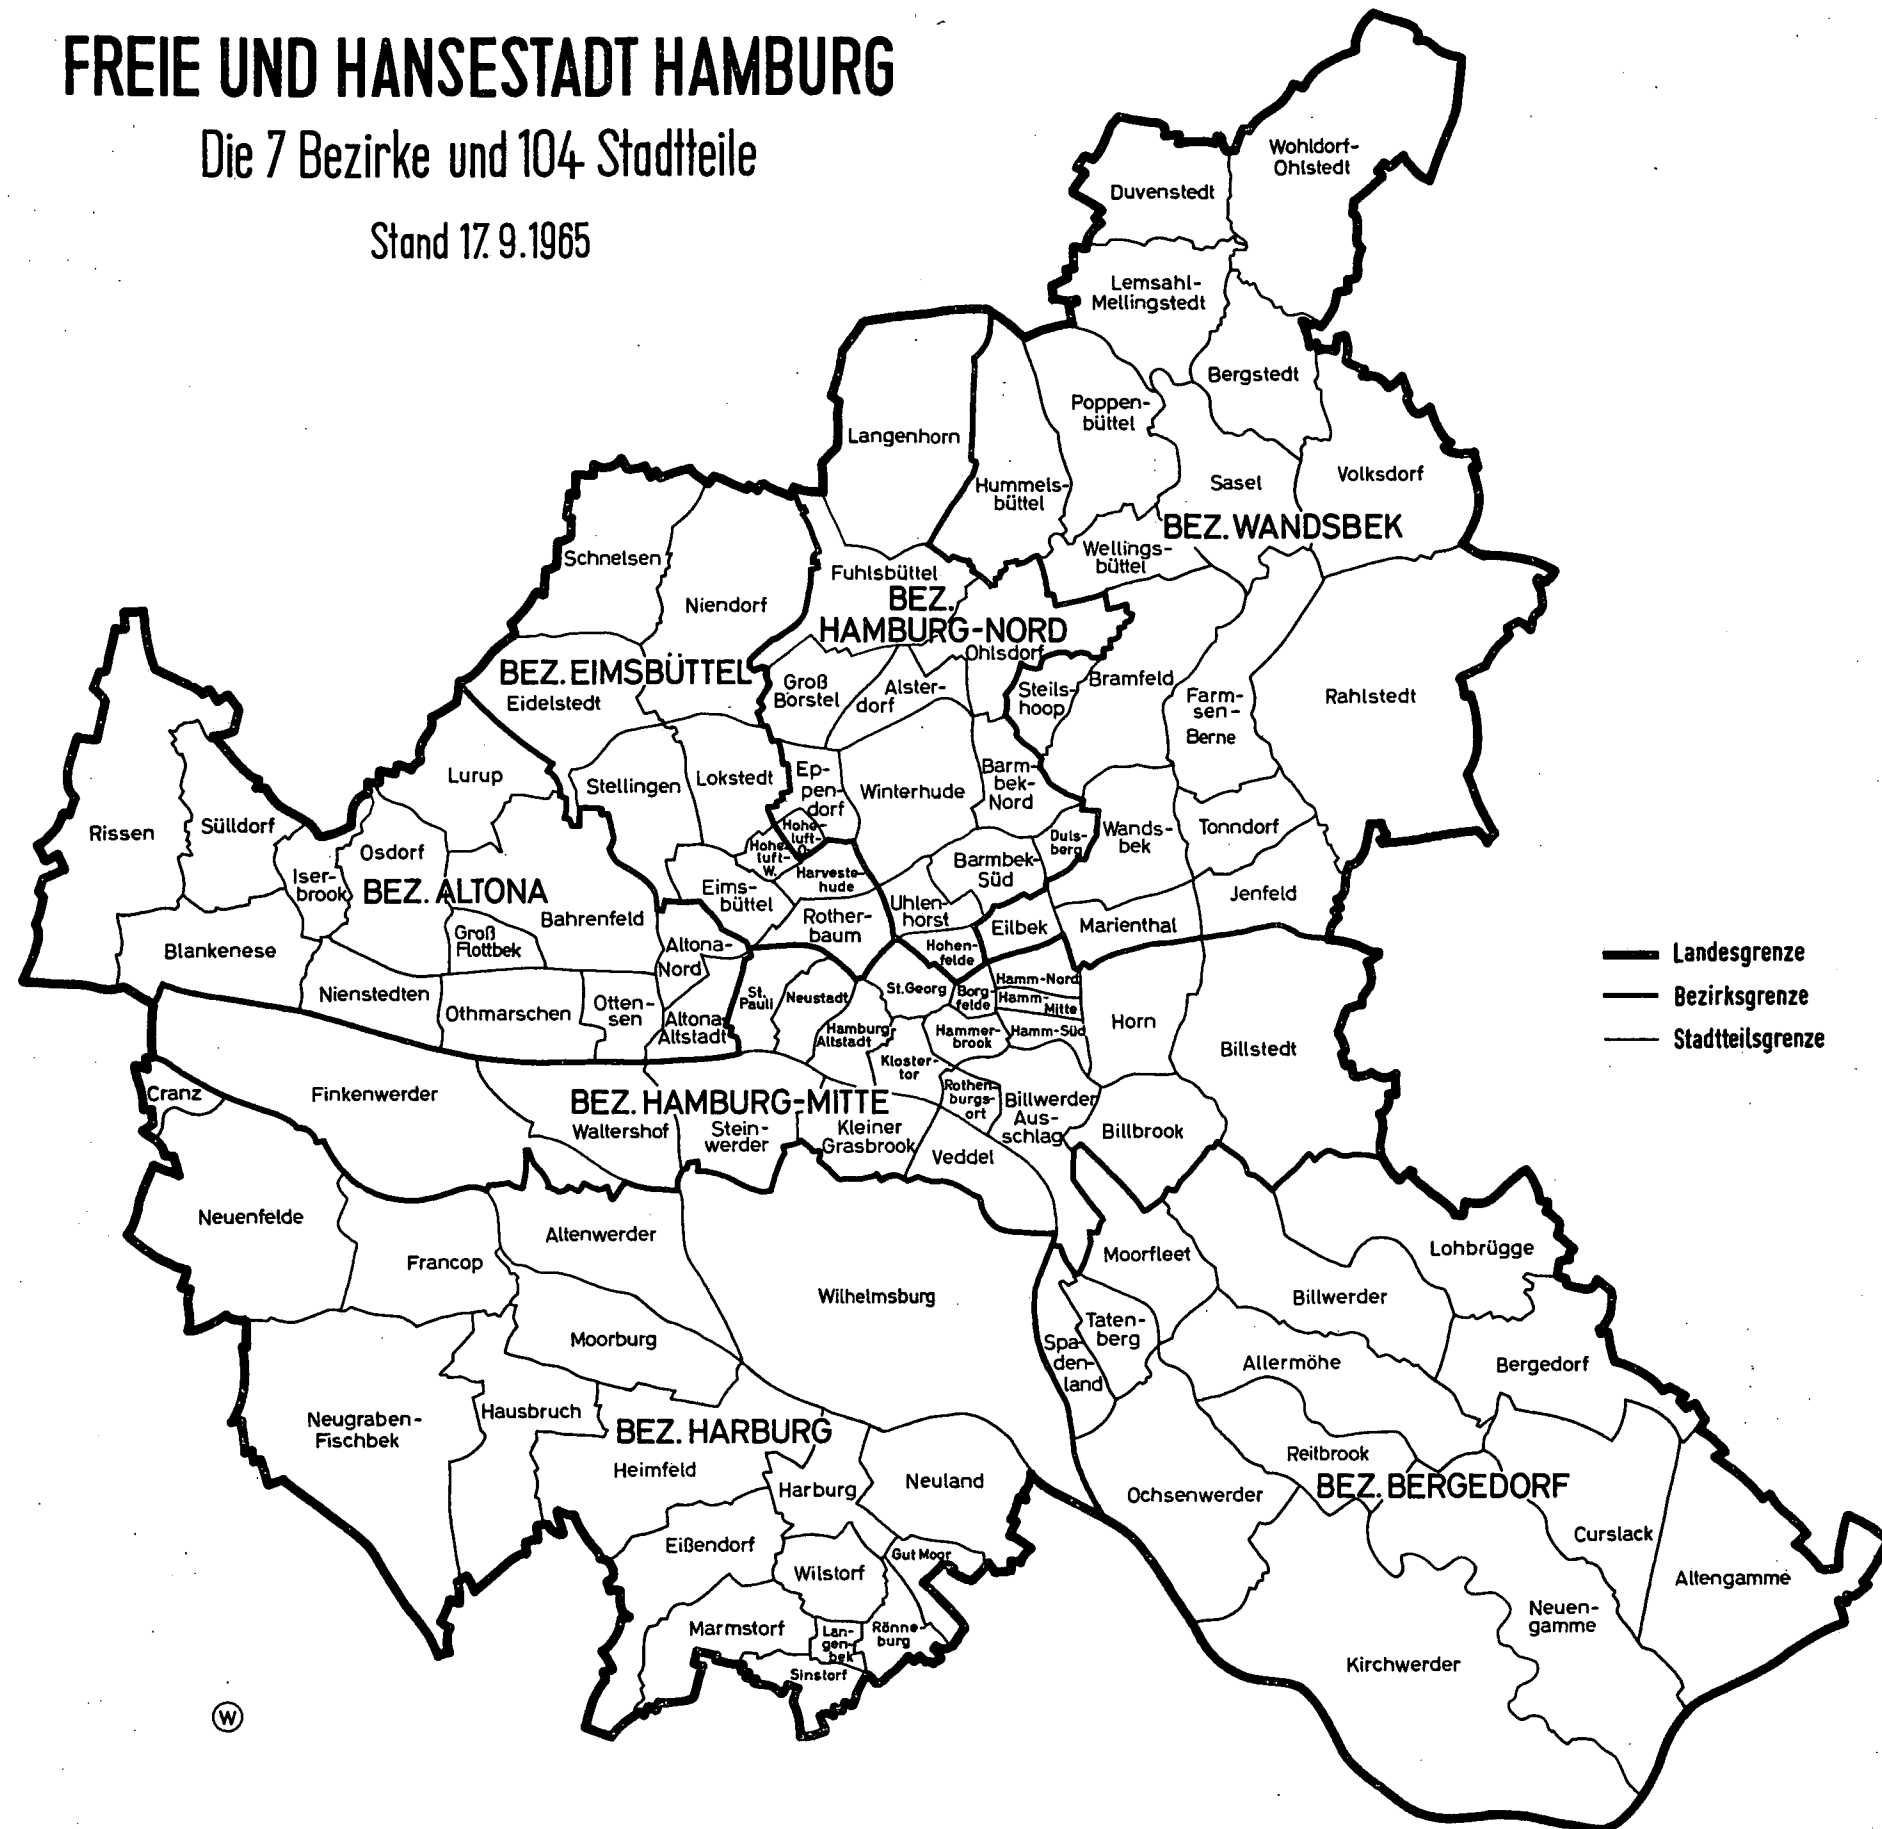 FREIE UND HANSESTADT HAMBURG
Die 7 Bezirke und 104 Stadtteile
Stand 17.9.1965
Wohldorf-
Ohlstedt
Duvenstedt
Lemsahl-
Mellingstedt
Bergstedt
Poppen-
büttel
Langenhorn
Hummels-
büttel
Sasel
Volksdorf
BEZ. WANDSBEK
Wellings-
büttel
Schnelsen
Niendorf
Fuhlsbüttel
BEZ.
HAMBURG-NORD
Ohlsdorf
BEZ. EIMSBÜTTEL
Eidelstedt
Groß
Borstel
Alster-
dorf
Steils-
hoop
Bramfeld
Farm-
sen-
Berne
Rahlstedt
Lurup
Stellingen
Lokstedt
Ep-
pen-
dorf
Winterhude
Barm-
bek-
Nord
Rissen
Sülldorf
Osdorf
Iser-
brook
BEZ. ALTONA
Bahrenfeld
Groß
Flottbek
Hohe-
luft-
O.
Hohe-
luft-
W.
Harveste-
hude
Eims-
büttel
Rother-
baum
Barmbek-
Süd
Duls-
berg
Wands-
bek
Tonndorf
Jenfeld
Uhlen-
horst
Eilbek
Marienthal
Hohen-
felde
Blankenese
Nienstedten
Othmarschen
Otten-
sen
Altona-
Nord
Altona-
Altstadt
St.
Pauli
Neustadt
Hamburg
Altstadt
St.Georg
Borg-
felde
Hamm-Nord
Hamm-
Mitte
Hamm-Süd
Hammer-
brook
Kloster-
tor
Horn
Billstedt
Landesgrenze
Bezirksgrenze
Stadtteilsgrenze
Cranz
Finkenwerder
BEZ. HAMBURG-MITTE
Waltershof
Stein-
werder
Kleiner
Grasbrook
Rothen-
burgs-
ort
Billwerder
Aus-
schlag
Veddel
Billbrook
Neuenfelde
Francop
Altenwerder
Moorburg
Wilhelmsburg
Moorfleet
Lohbrügge
Billwerder
Taten-
berg
Spa-
den-
land
Allermöhe
Bergedorf
Neugraben-
Fischbek
Hausbruch
BEZ. HARBURG
Heimfeld
Harburg
Neuland
Reitbrook
BEZ. BERGEDORF
Ochsenwerder
Curslack
Eißendorf
Wilstorf
Gut Moor
Altengamme
Neuen-
gamme
Marmstorf
Lan-
gen-
bek
Rönne-
burg
Sinstorf
Kirchwerder
W